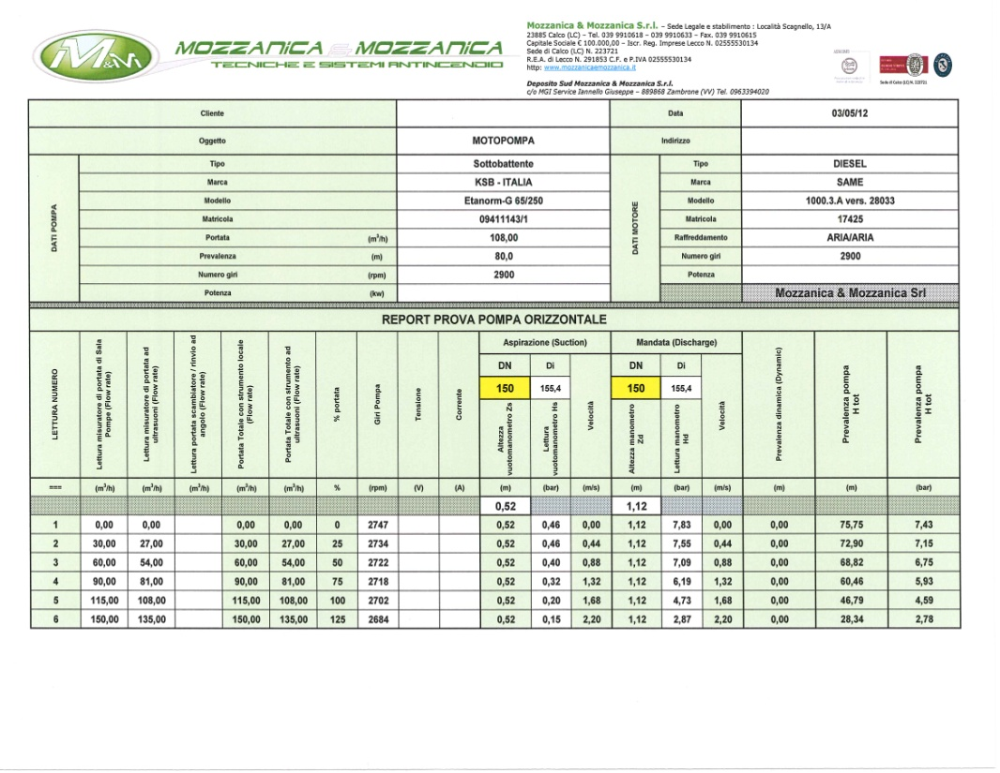 M&M
MOZZANICA E MOZZANICA
TECNICHE E SISTEMI ANTINCENDIO
Mozzanica & Mozzanica S.r.l. – Sede Legale e stabilimento : Località Scagnello, 13/A
23885 Calco (LC) – Tel. 039 9910618 – 039 9910633 – Fax. 039 9910615
Capitale Sociale € 100.000,00 – Iscr. Reg. Imprese Lecco N. 02555530134
Sede di Calco (LC) N. 223721
R.E.A. di Lecco N. 291853 C.F. e P.IVA 02555530134
http: www.mozzanicaemozzanica.it
Deposito Sud Mozzanica & Mozzanica S.r.l.
c/o MGI Service Iannello Giuseppe – 889868 Zambrone (VV) Tel. 0963394020
Sede di Calco (LC) N. 223721
Cliente Data 03/05/12
Oggetto MOTOPOMPA Indirizzo
DATI POMPA
Tipo Sottobattente
Marca KSB - ITALIA
Modello Etanorm-G 65/250
Matricola 09411143/1
Portata (m³/h) 108,00
Prevalenza (m) 80,0
Numero giri (rpm) 2900
Potenza (kw)
DATI MOTORE
Tipo DIESEL
Marca SAME
Modello 1000.3.A vers. 28033
Matricola 17425
Raffreddamento ARIA/ARIA
Numero giri 2900
Potenza
Mozzanica & Mozzanica Srl
REPORT PROVA POMPA ORIZZONTALE
LETTURA NUMERO
Lettura misuratore di portata di Sala Pompe (Flow rate)
Lettura misuratore di portata ad ultrasuoni (Flow rate)
Lettura portata scambiatore / rinvio ad angolo (Flow rate)
Portata Totale con strumento locale (Flow rate)
Portata Totale con strumento ad ultrasuoni (Flow rate)
% portata
Giri Pompa
Tensione
Corrente
Aspirazione (Suction)
DN Di
150 155,4
Altezza vuotomanometro Zs
Lettura vuotomanometro Hs
Velocità
Mandata (Discharge)
DN Di
150 155,4
Altezza manometro Zd
Lettura manometro Hd
Velocità
Prevalenza dinamica (Dynamic)
Prevalenza pompa H tot
Prevalenza pompa H tot
=== (m³/h) (m³/h) (m³/h) (m³/h) (m³/h) % (rpm) (V) (A) (m) (bar) (m/s) (m) (bar) (m/s) (m) (m) (bar)
0,52 1,12
1 0,00 0,00 0,00 0,00 0 2747 0,52 0,46 0,00 1,12 7,83 0,00 0,00 75,75 7,43
2 30,00 27,00 30,00 27,00 25 2734 0,52 0,46 0,44 1,12 7,55 0,44 0,00 72,90 7,15
3 60,00 54,00 60,00 54,00 50 2722 0,52 0,40 0,88 1,12 7,09 0,88 0,00 68,82 6,75
4 90,00 81,00 90,00 81,00 75 2718 0,52 0,32 1,32 1,12 6,19 1,32 0,00 60,46 5,93
5 115,00 108,00 115,00 108,00 100 2702 0,52 0,20 1,68 1,12 4,73 1,68 0,00 46,79 4,59
6 150,00 135,00 150,00 135,00 125 2684 0,52 0,15 2,20 1,12 2,87 2,20 0,00 28,34 2,78